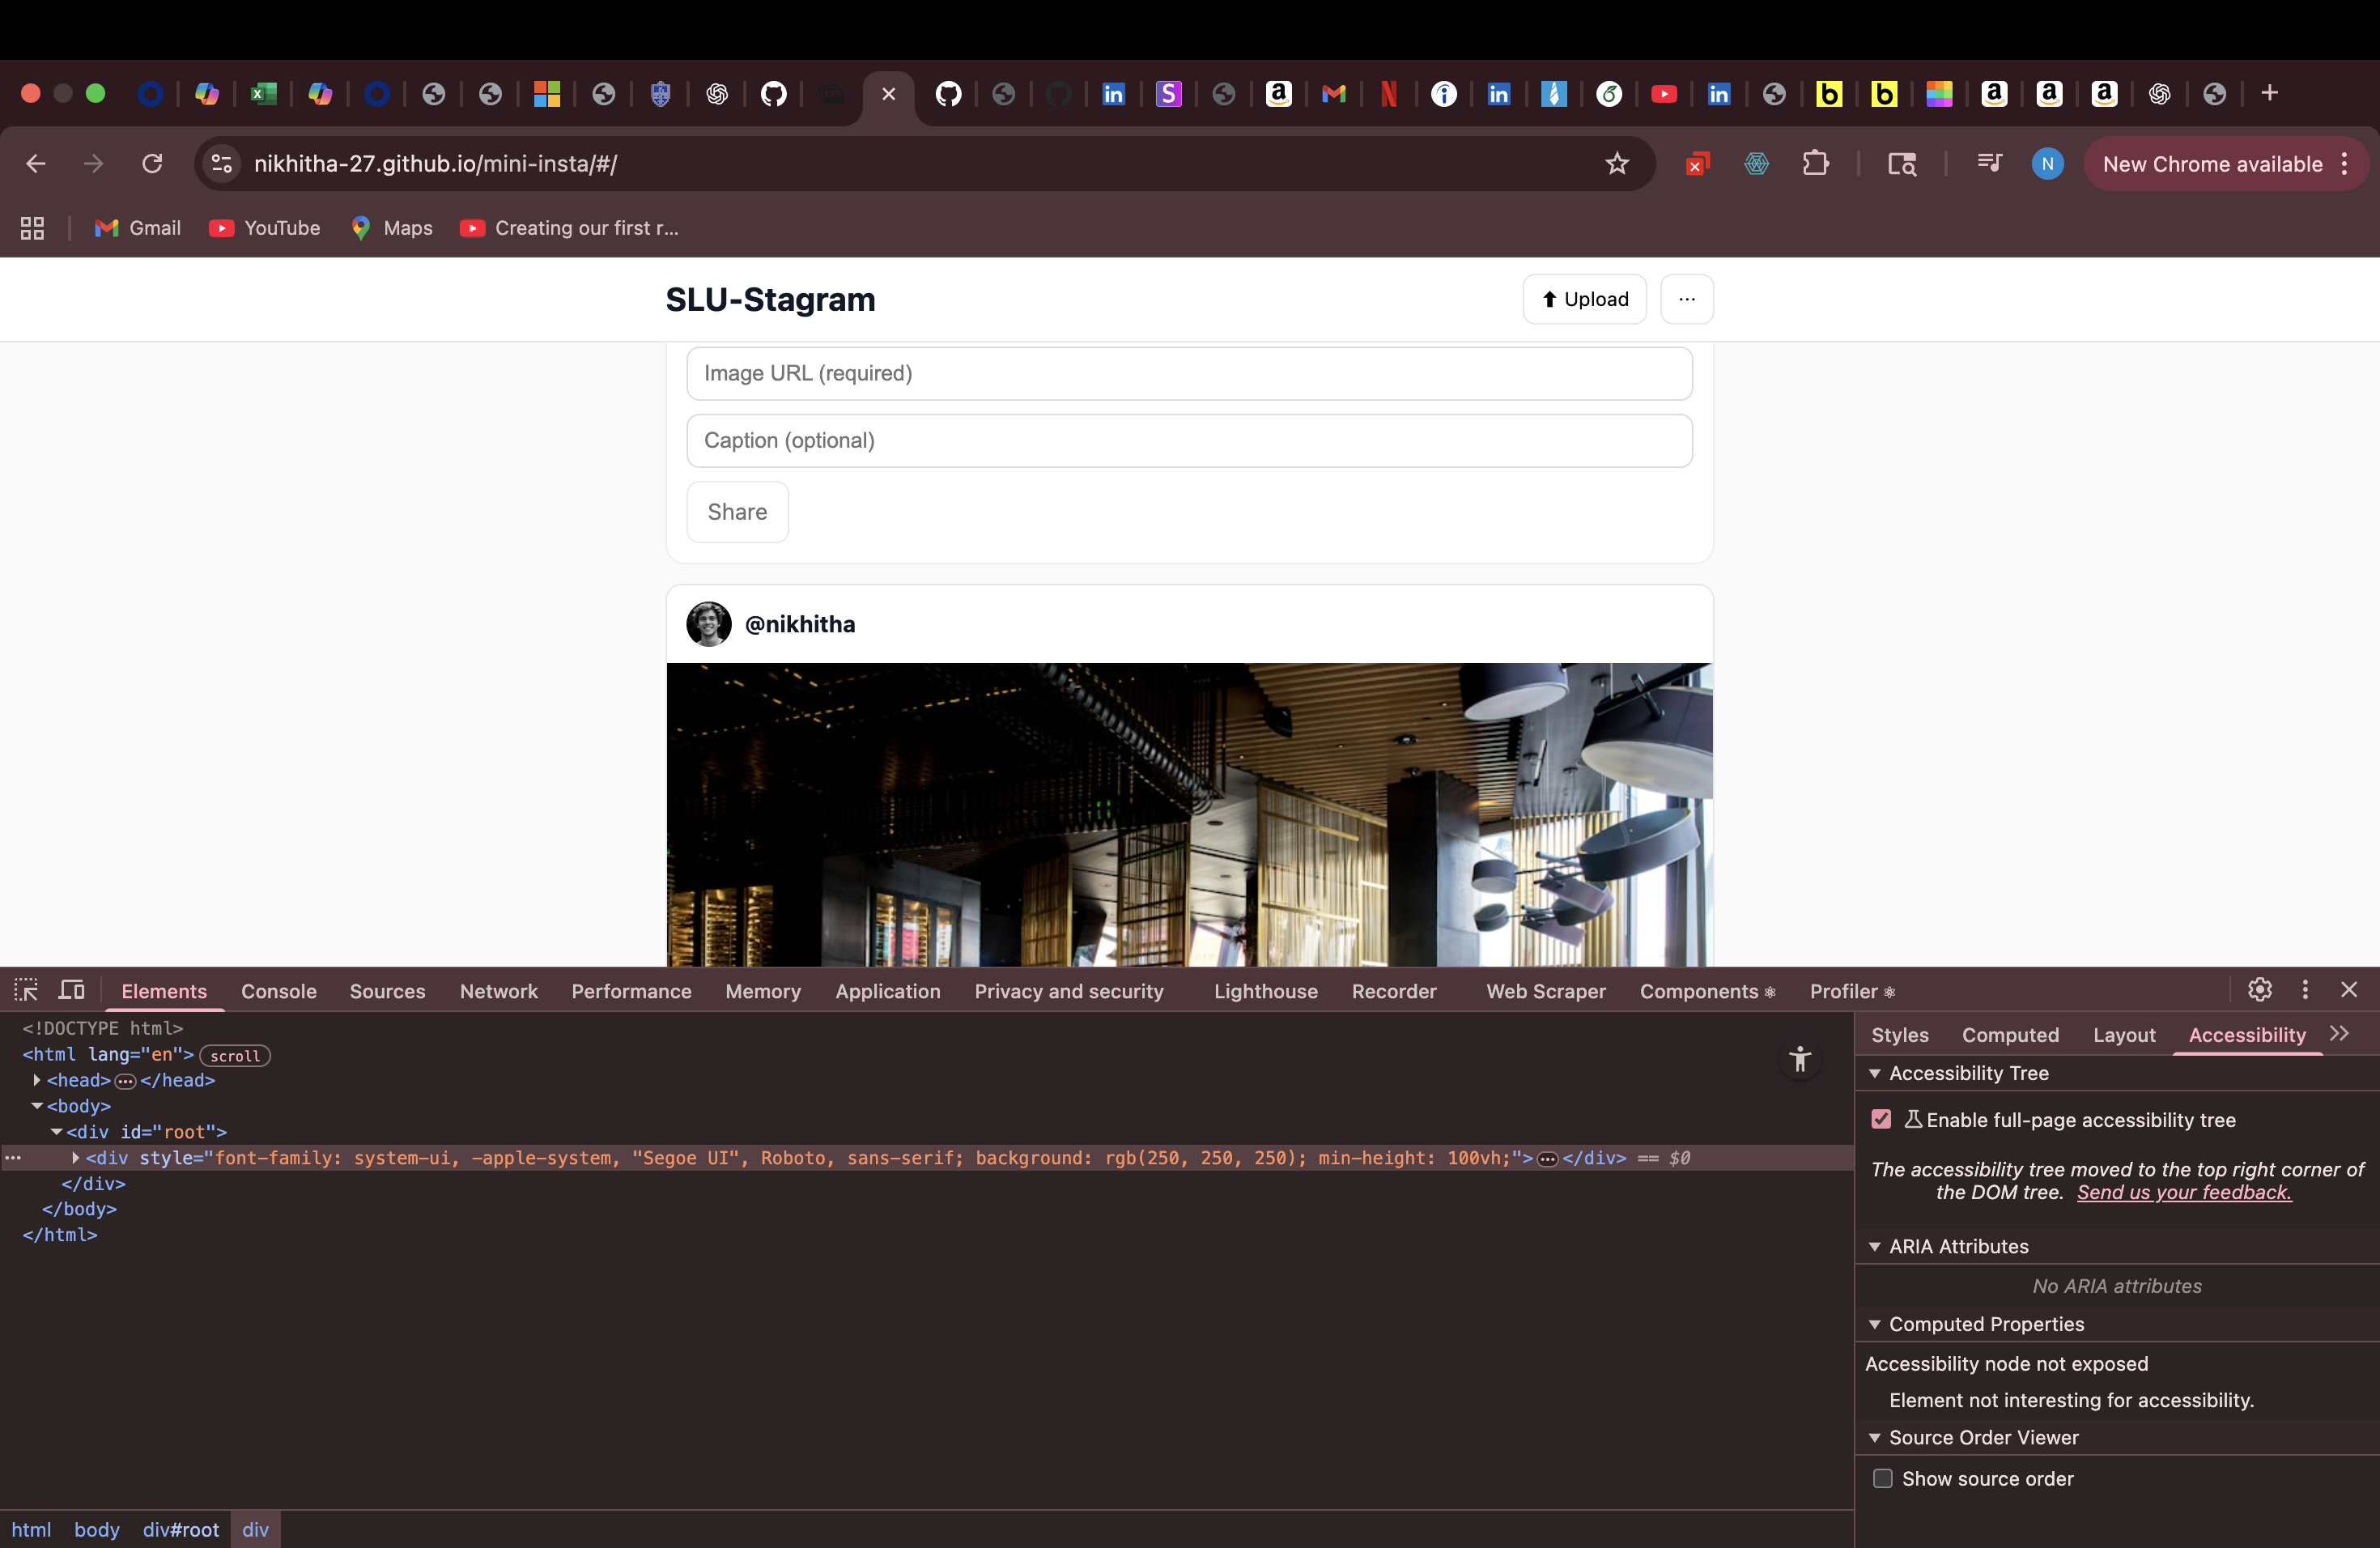 nikhitha-27.github.io/mini-insta/#/
N
New Chrome available
Gmail
YouTube
Maps
Creating our first r...
SLU-Stagram
⬆ Upload
...
Image URL (required)
Caption (optional)
Share
@nikhitha
Elements Console Sources Network Performance Memory Application Privacy and security Lighthouse Recorder Web Scraper Components ⚛ Profiler ⚛
<!DOCTYPE html>
<html lang="en"> scroll
<head> ... </head>
<body>
<div id="root">
<div style="font-family: system-ui, -apple-system, "Segoe UI", Roboto, sans-serif; background: rgb(250, 250, 250); min-height: 100vh;"> ... </div> == $0
</div>
</body>
</html>
html body div#root div
Styles Computed Layout Accessibility
Accessibility Tree
Enable full-page accessibility tree
The accessibility tree moved to the top right corner of
the DOM tree. Send us your feedback.
ARIA Attributes
No ARIA attributes
Computed Properties
Accessibility node not exposed
Element not interesting for accessibility.
Source Order Viewer
Show source order